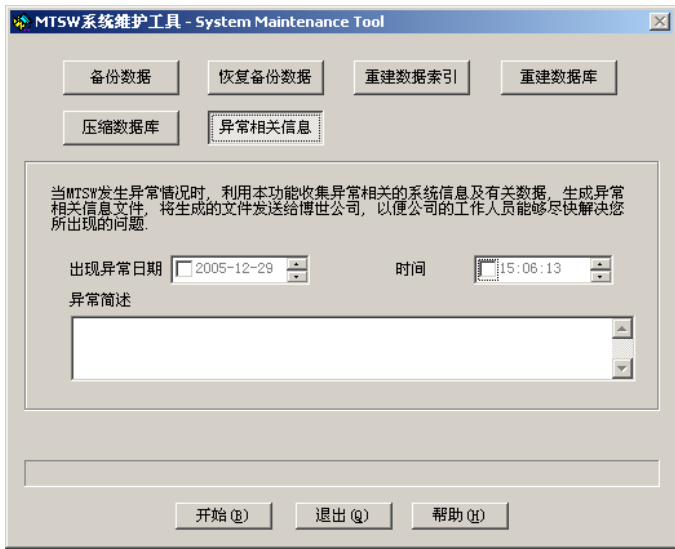 MTSW系统维护工具 - System Maintenance Tool
备份数据 恢复备份数据 重建数据索引 重建数据库
压缩数据库 异常相关信息
当MTSW发生异常情况时, 利用本功能收集异常相关的系统信息及有关数据, 生成异常
相关信息文件, 将生成的文件发送给博世公司, 以便公司的工作人员能够尽快解决您
所出现的问题.
出现异常日期 2005-12-29 时间 15:06:13
异常简述
开始(B) 退出(Q) 帮助(H)